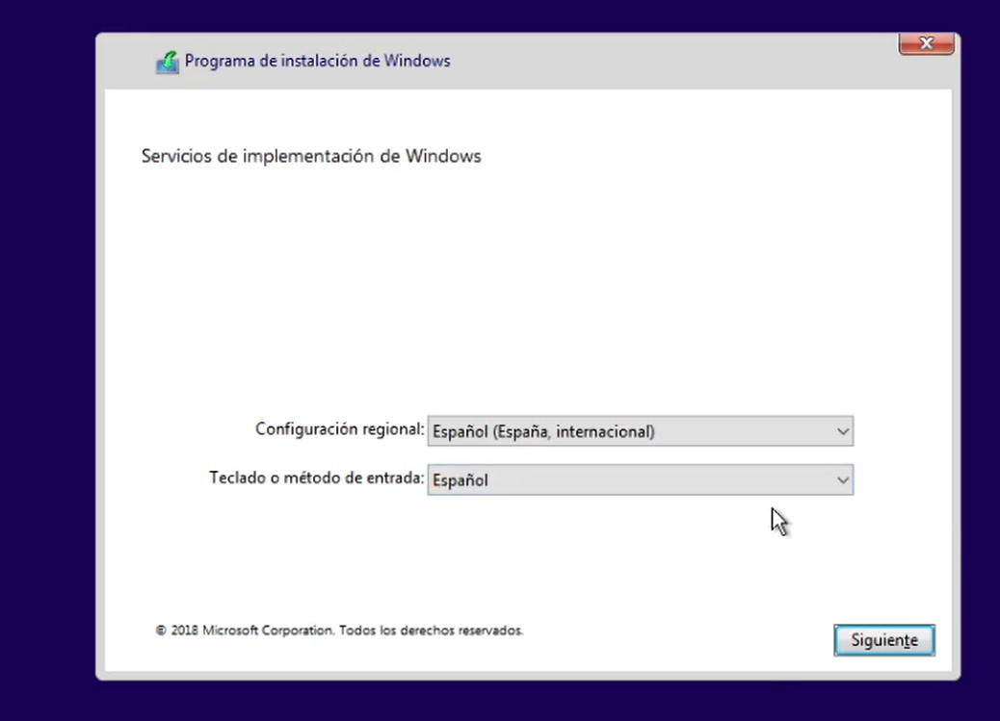 Programa de instalación de Windows
Servicios de implementación de Windows
Configuración regional: Español (España, internacional)
Teclado o método de entrada: Español
© 2018 Microsoft Corporation. Todos los derechos reservados.
Siguiente